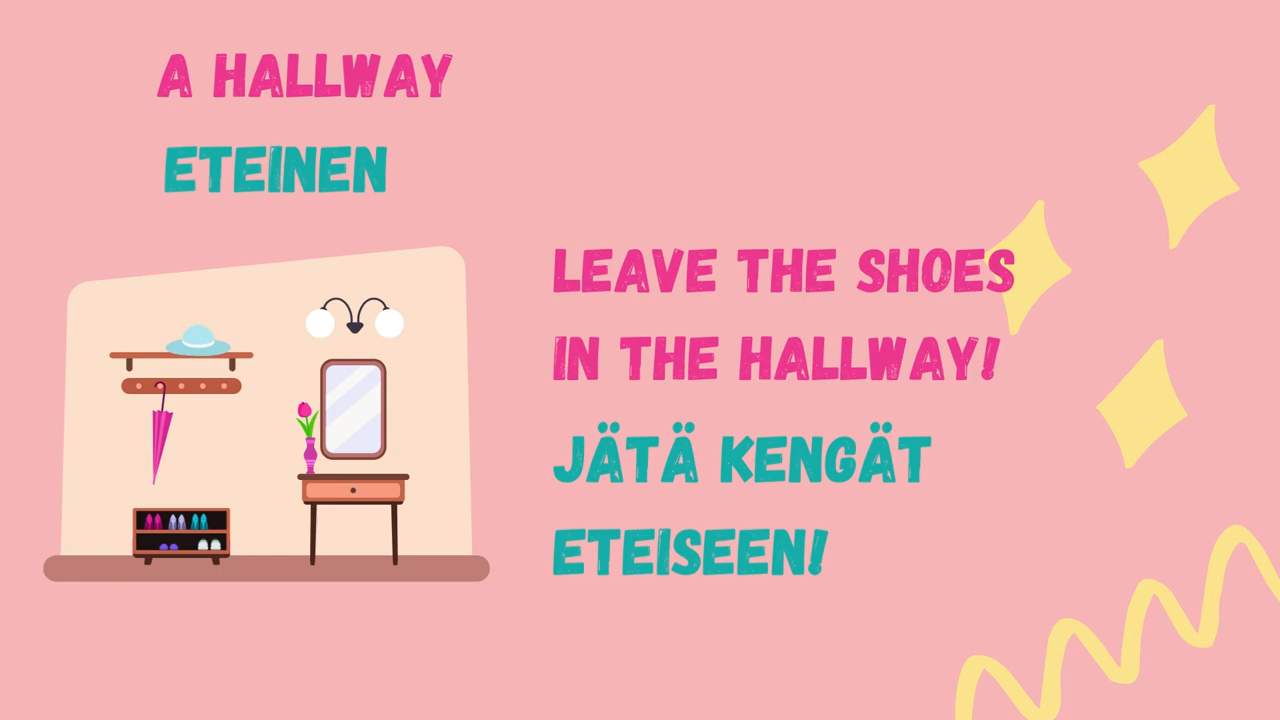 A HALLWAY
ETEINEN
LEAVE THE SHOES
IN THE HALLWAY!
JÄTÄ KENGÄT
ETEISEEN!